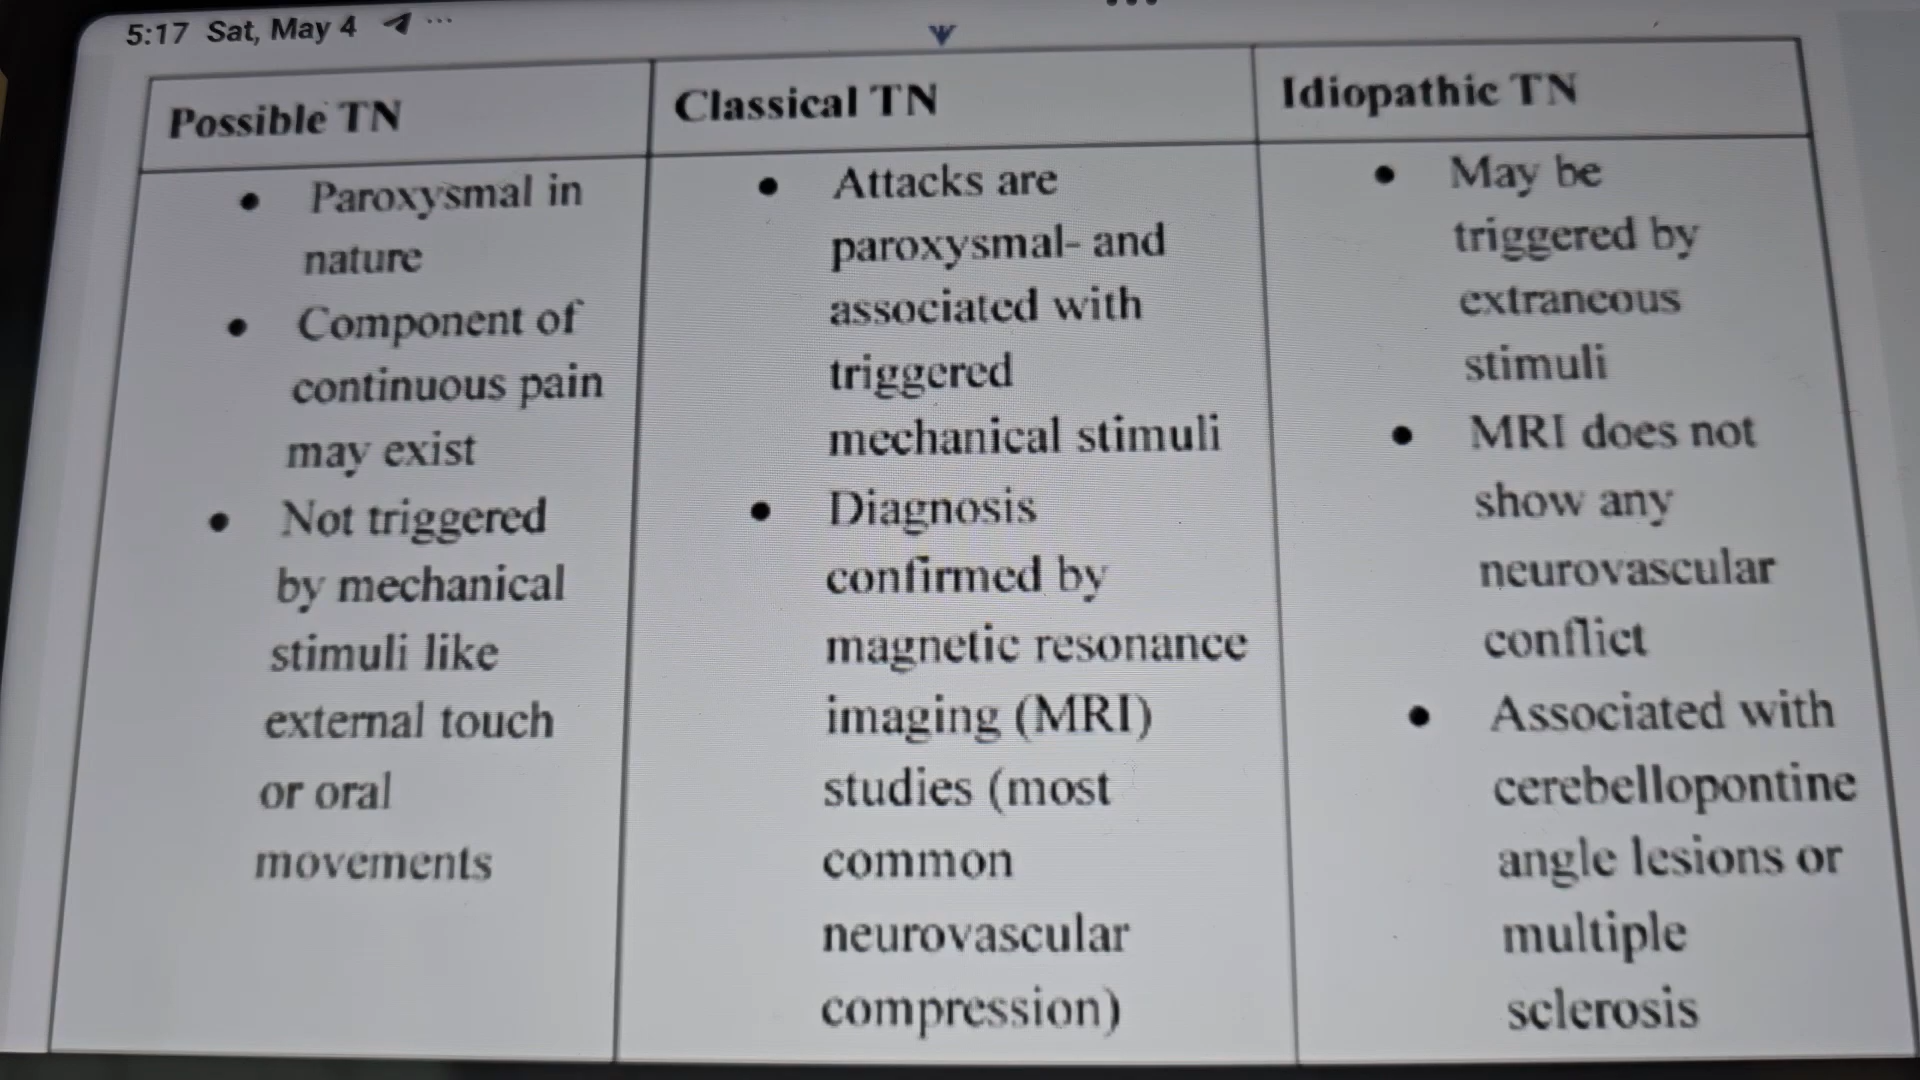 5:17 Sat, May 4
Possible TN
Paroxysmal in
nature
Component of
continuous pain
may exist
Not triggered
by mechanical
stimuli like
external touch
or oral
movements
Classical TN
Attacks are
paroxysmal- and
associated with
triggered
mechanical stimuli
Diagnosis
confirmed by
magnetic resonance
imaging (MRI)
studies (most
common
neurovascular
compression)
Idiopathic TN
May be
triggered by
extraneous
stimuli
MRI does not
show any
neurovascular
conflict
Associated with
cerebellopontine
angle lesions or
multiple
sclerosis